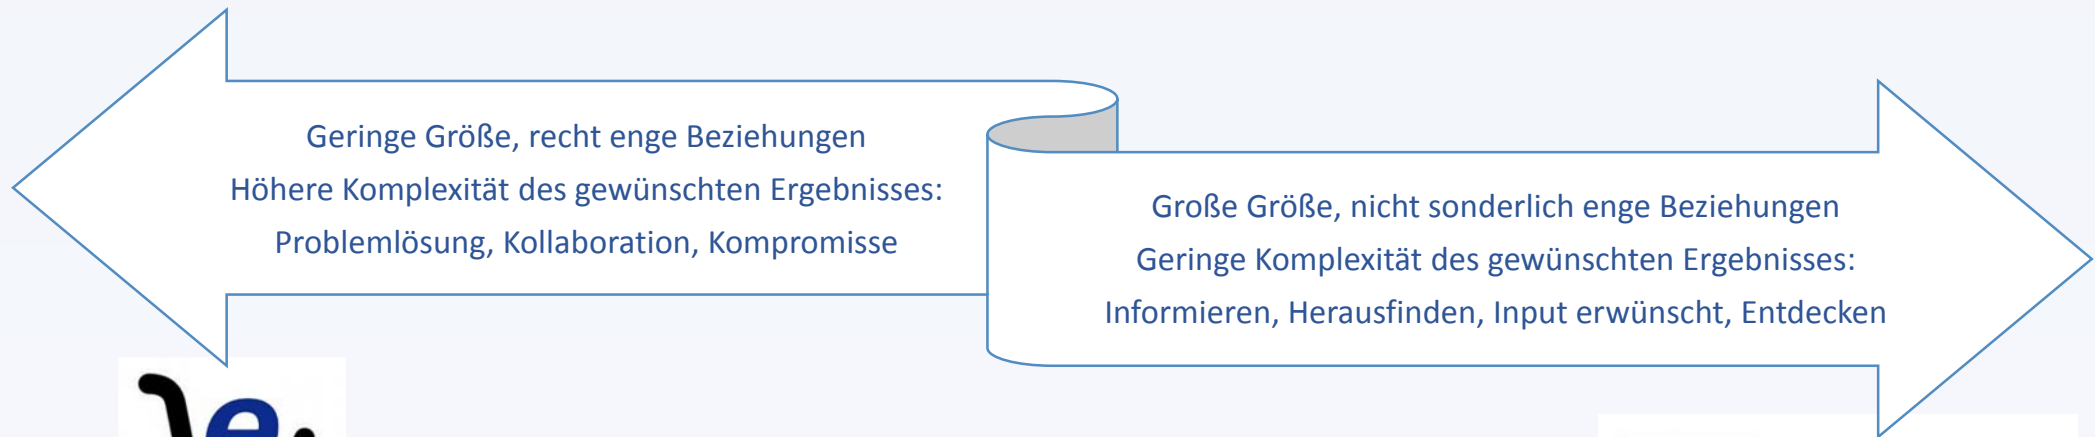 Geringe Größe, recht enge Beziehungen
Höhere Komplexität des gewünschten Ergebnisses:
Problemlösung, Kollaboration, Kompromisse
Große Größe, nicht sonderlich enge Beziehungen
Geringe Komplexität des gewünschten Ergebnisses:
Informieren, Herausfinden, Input erwünscht, Entdecken